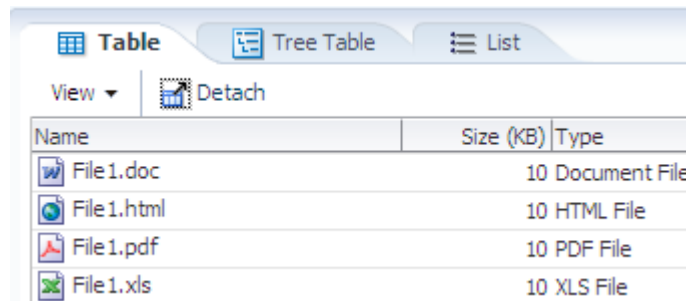 Table Tree Table List
View Detach
Name Size (KB) Type
File1.doc 10 Document File
File1.html 10 HTML File
File1.pdf 10 PDF File
File1.xls 10 XLS File